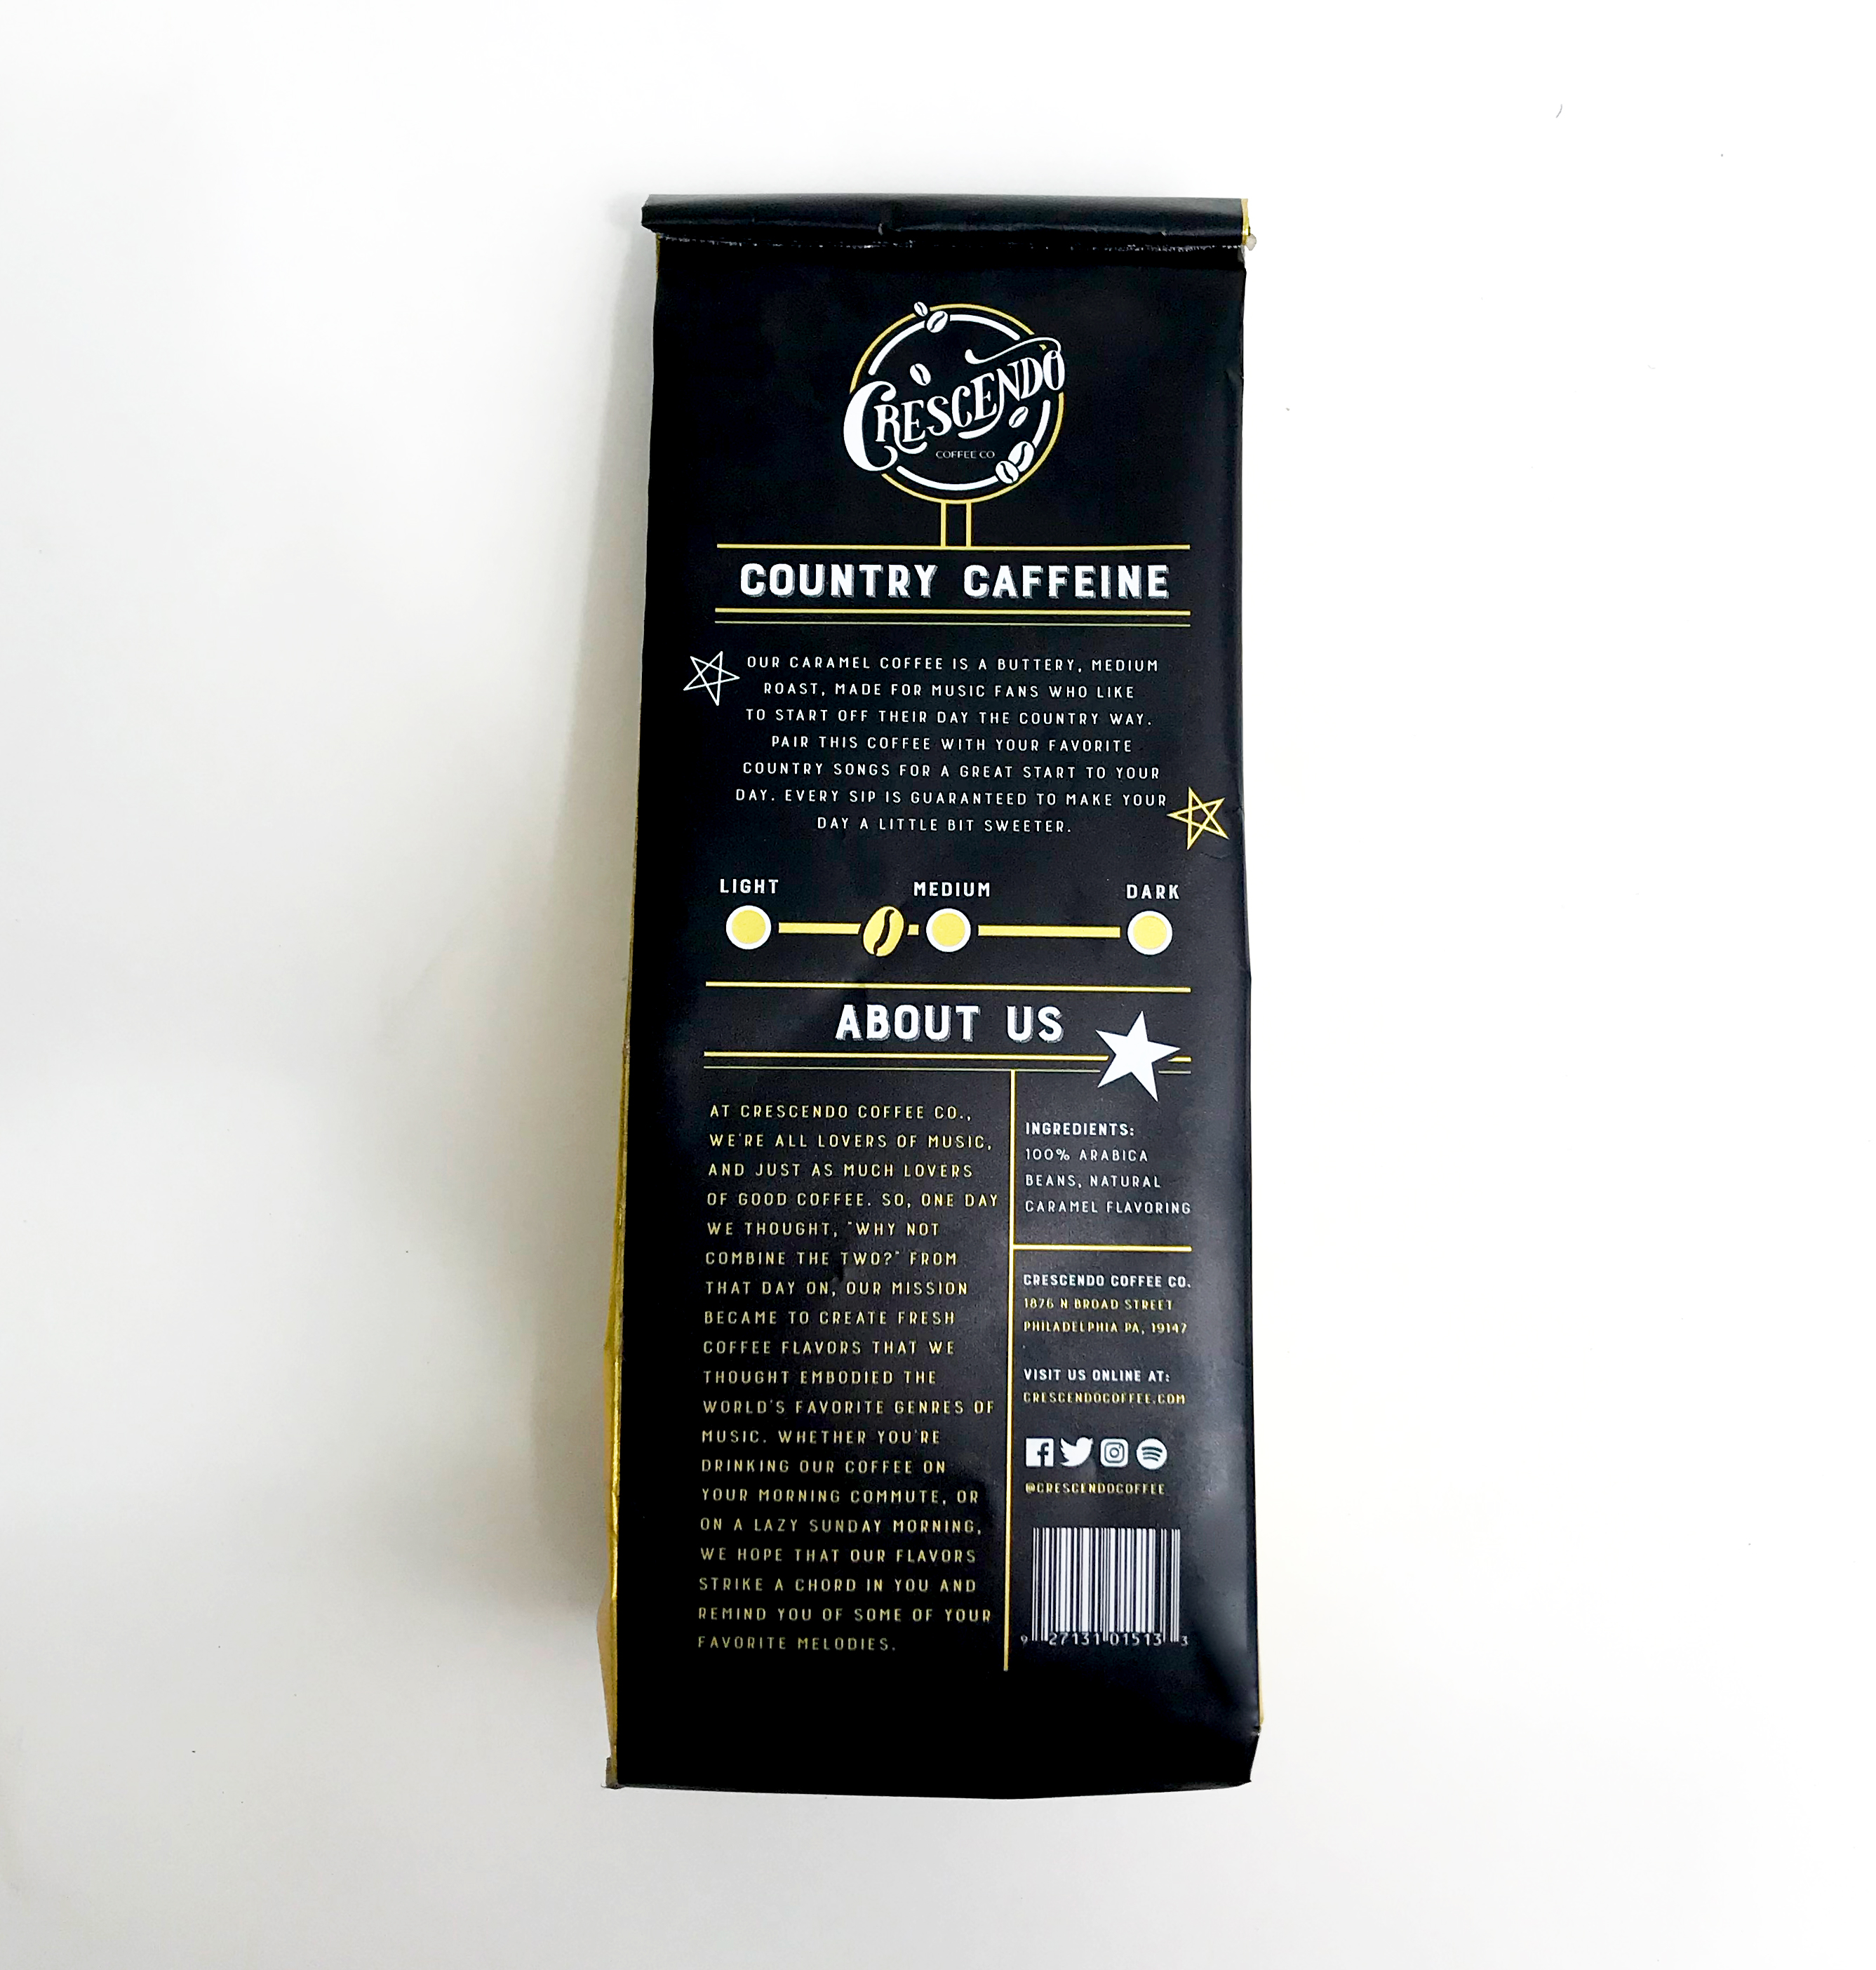 CRESCENDO
COFFEE CO
COUNTRY CAFFEINE
OUR CARAMEL COFFEE IS A BUTTERY, MEDIUM
ROAST, MADE FOR MUSIC FANS WHO LIKE
TO START OFF THEIR DAY THE COUNTRY WAY.
PAIR THIS COFFEE WITH YOUR FAVORITE
COUNTRY SONGS FOR A GREAT START TO YOUR
DAY. EVERY SIP IS GUARANTEED TO MAKE YOUR
DAY A LITTLE BIT SWEETER.
LIGHT MEDIUM DARK
ABOUT US
AT CRESCENDO COFFEE CO.,
WE'RE ALL LOVERS OF MUSIC,
AND JUST AS MUCH LOVERS
OF GOOD COFFEE. SO, ONE DAY
WE THOUGHT, "WHY NOT
COMBINE THE TWO?" FROM
THAT DAY ON, OUR MISSION
BECAME TO CREATE FRESH
COFFEE FLAVORS THAT WE
THOUGHT EMBODIED THE
WORLD'S FAVORITE GENRES OF
MUSIC. WHETHER YOU'RE
DRINKING OUR COFFEE ON
YOUR MORNING COMMUTE, OR
ON A LAZY SUNDAY MORNING,
WE HOPE THAT OUR FLAVORS
STRIKE A CHORD IN YOU AND
REMIND YOU OF SOME OF YOUR
FAVORITE MELODIES.
INGREDIENTS:
100% ARABICA
BEANS, NATURAL
CARAMEL FLAVORING
CRESCENDO COFFEE CO.
1876 N BROAD STREET
PHILADELPHIA PA, 19147
VISIT US ONLINE AT:
CRESCENDOCOFFEE.COM
@CRESCENDOCOFFEE
9 27131 01513 3